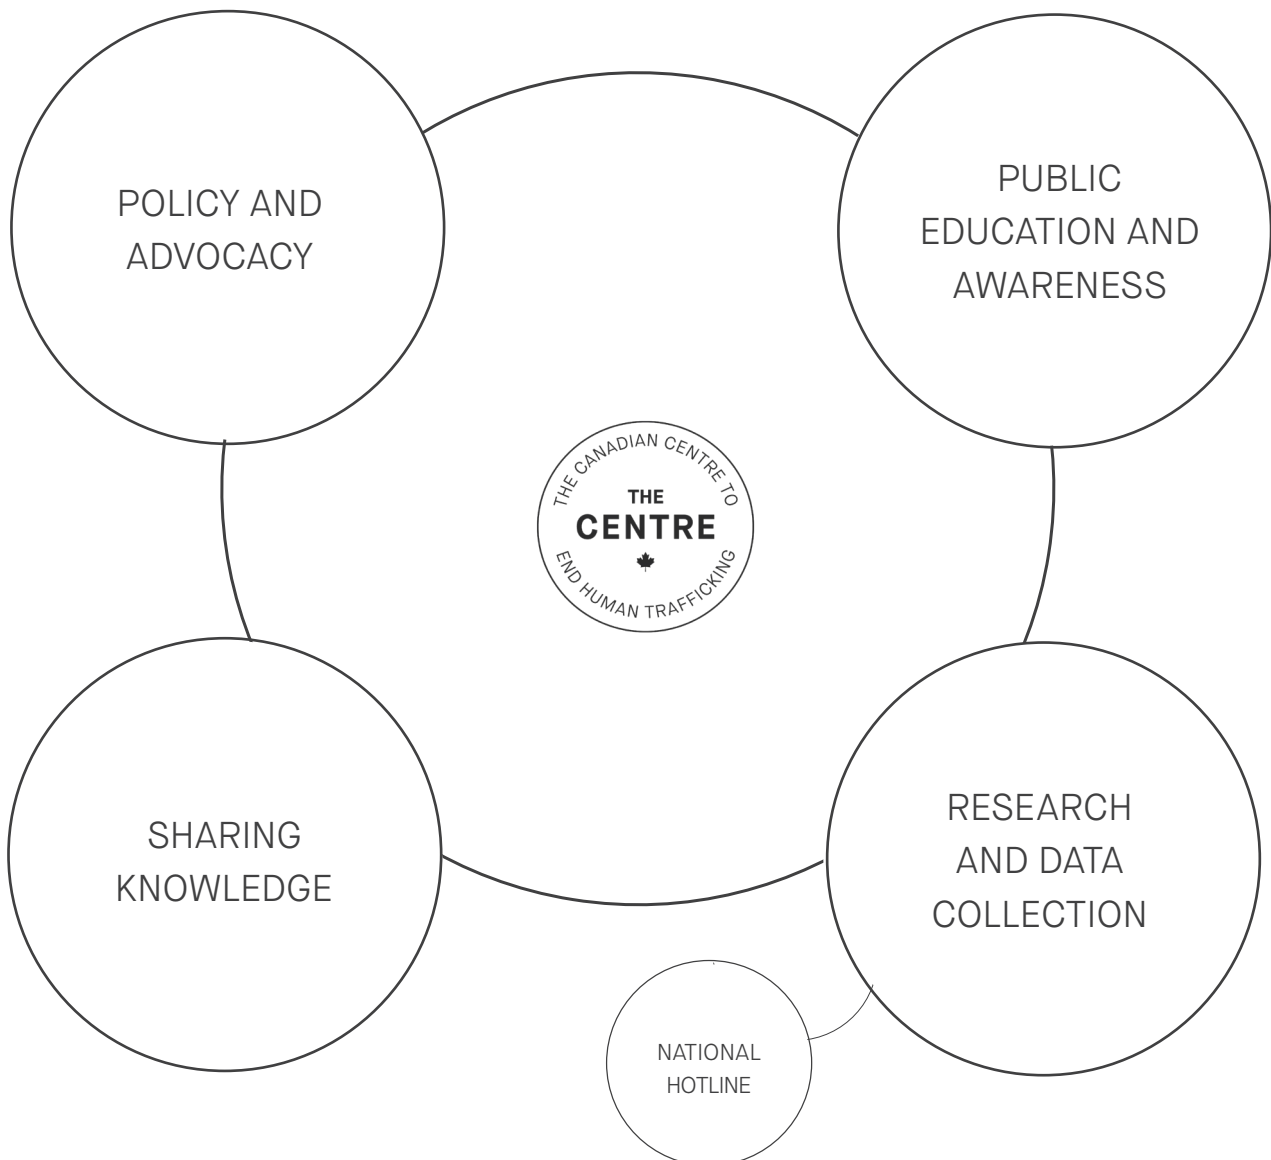 POLICY AND
ADVOCACY
PUBLIC
EDUCATION AND
AWARENESS
THE CANADIAN CENTRE TO
THE
CENTRE
END HUMAN TRAFFICKING
SHARING
KNOWLEDGE
RESEARCH
AND DATA
COLLECTION
NATIONAL
HOTLINE